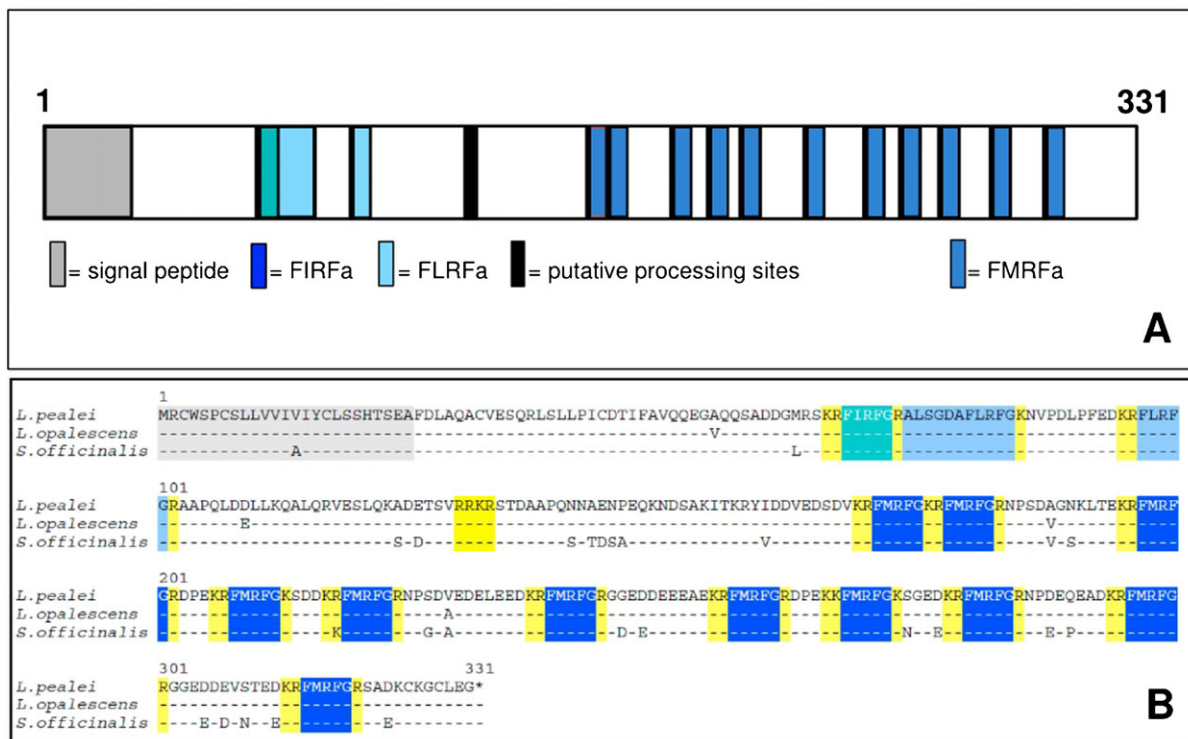 1 331
= signal peptide = FIRFa = FLRFa = putative processing sites = FMRFa
A
1
L.pealei MRCWSPCSLLVVIVIYCLSSHTSEAFDLAQACVESQRLSLLPICDTIFAVQQEGAQQSADDGMRSKRFIRFGRALSGDAFLRFGKNVPDLPFEDKRFLRF
L.opalescens ------------------------------------------------------V---------------------------------------------
S.officinalis -------------A------------------------------------------------L-------------------------------------
101
L.pealei GRAAPQLDDLLKQALQRVESLQKADETSVRRKRSTDAAPQNNAENPEQKNDSAKITKRYIDDVEDSDVKRFMRFGKRFMRFGRNPSDAGNKLTEKRFMRF
L.opalescens --------E------------------------------------------------------------------------------V------------
S.officinalis -----------------------S-D--------------S-TDSA-------------V---------------------------V-S----------
201
L.pealei GRDPEKRFMRFGKSDDKRFMRFGRNPSDVEDELEEDKRFMRFGRGGEDDEEEAEKRFMRFGRDPEKKFMRFGKSGEDKRFMRFGRNPDEQEADKRFMRFG
L.opalescens ----------------------------A-----------------------------------------------------------------------
S.officinalis -----------------K--------G-A----------------D-E-------------------------N--E----------E-P----------
301 331
L.pealei RGGEDDEVSTEDKRFMRFGRSADKCKGCLEG*
L.opalescens --------------------------------
S.officinalis ----E-D-N--E----------E---------
B